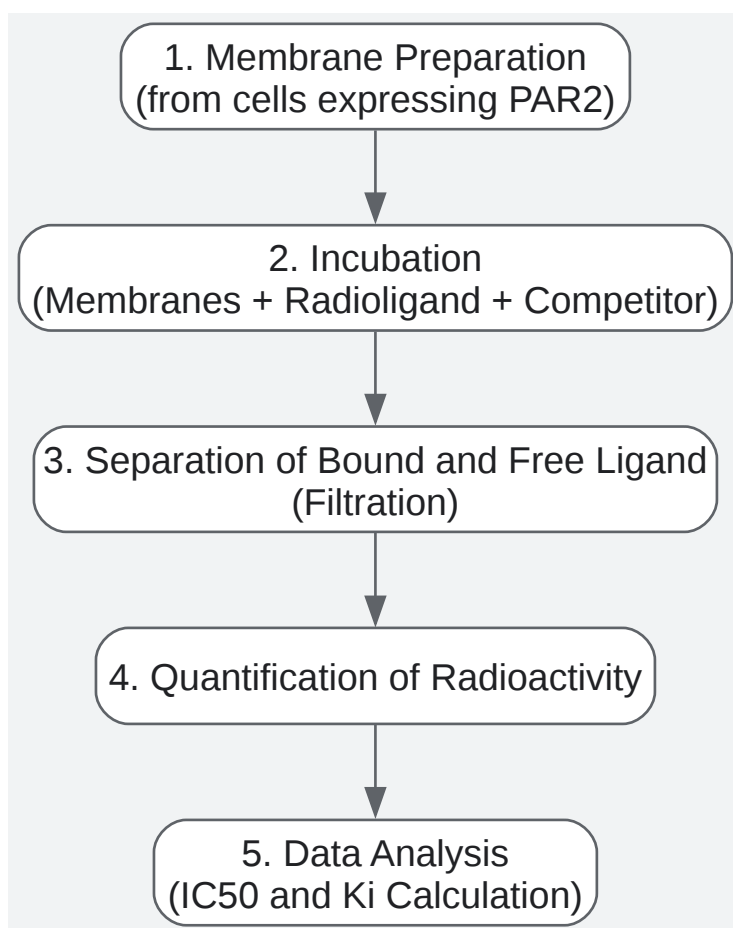 1. Membrane Preparation
(from cells expressing PAR2)
2. Incubation
(Membranes + Radioligand + Competitor)
3. Separation of Bound and Free Ligand
(Filtration)
4. Quantification of Radioactivity
5. Data Analysis
(IC50 and Ki Calculation)